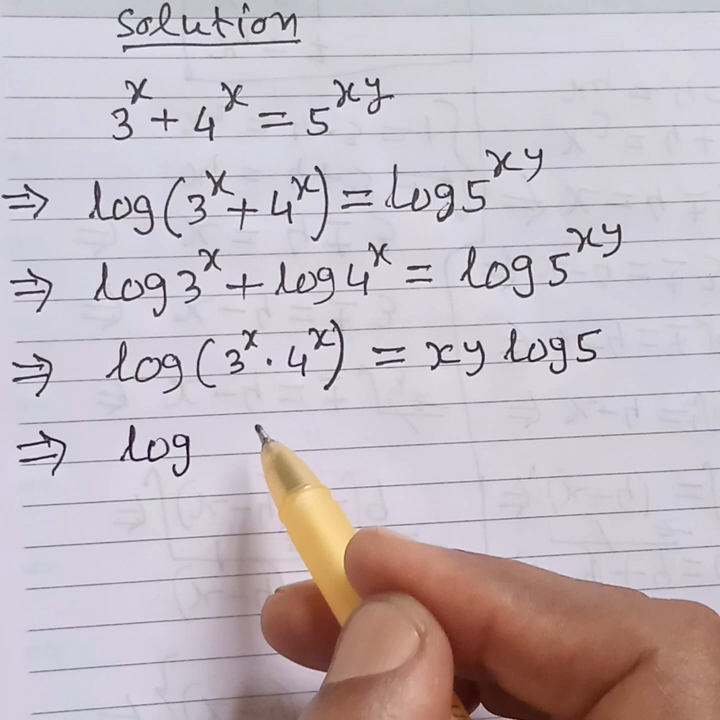 Solution
3^x + 4^x = 5^{xy}
⇒ log(3^x + 4^x) = log5^{xy}
⇒ log3^x + log4^x = log5^{xy}
⇒ log(3^x · 4^x) = xy log5
⇒ log